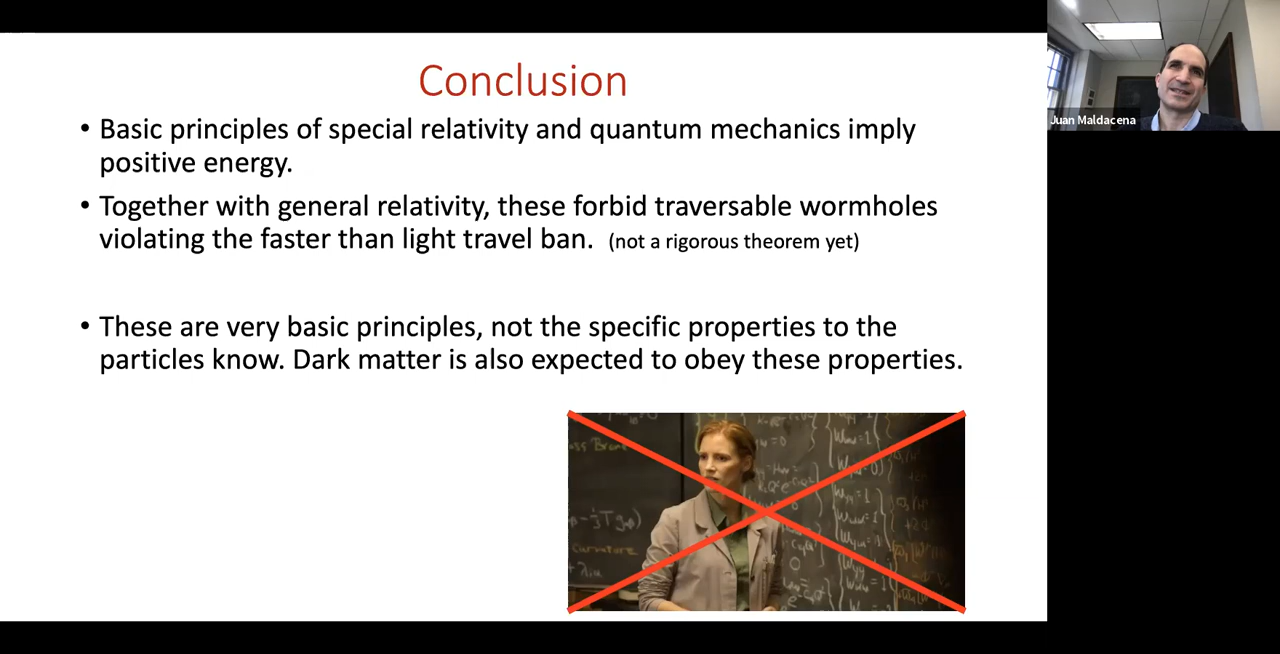 Conclusion
• Basic principles of special relativity and quantum mechanics imply
positive energy.
• Together with general relativity, these forbid traversable wormholes
violating the faster than light travel ban. (not a rigorous theorem yet)
• These are very basic principles, not the specific properties to the
particles know. Dark matter is also expected to obey these properties.
Juan Maldacena